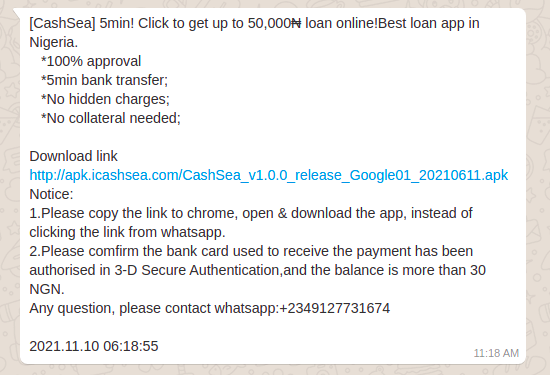 [CashSea] 5min! Click to get up to 50,000₦ loan online!Best loan app in
Nigeria.
*100% approval
*5min bank transfer;
*No hidden charges;
*No collateral needed;
Download link
http://apk.icashsea.com/CashSea_v1.0.0_release_Google01_20210611.apk
Notice:
1.Please copy the link to chrome, open & download the app, instead of
clicking the link from whatsapp.
2.Please comfirm the bank card used to receive the payment has been
authorised in 3-D Secure Authentication,and the balance is more than 30
NGN.
Any question, please contact whatsapp:+2349127731674
2021.11.10 06:18:55
11:18 AM